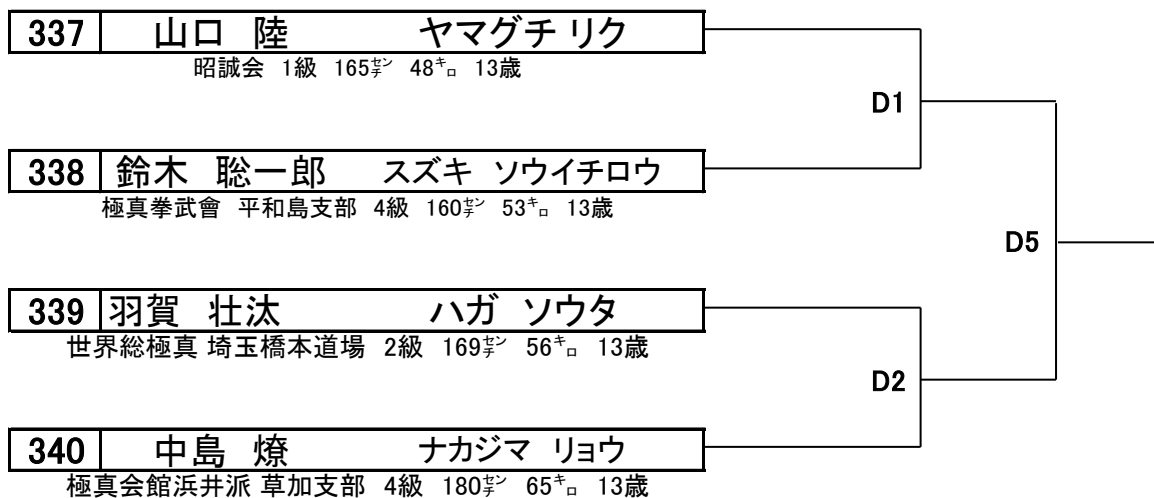 337 山口 陸 ヤマグチ リク
昭誠会 1級 165㌢ 48㌔ 13歳
D1
338 鈴木 聡一郎 スズキ ソウイチロウ
極真拳武會 平和島支部 4級 160㌢ 53㌔ 13歳
D5
339 羽賀 壮汰 ハガ ソウタ
世界総極真 埼玉橋本道場 2級 169㌢ 56㌔ 13歳
D2
340 中島 燎 ナカジマ リョウ
極真会館浜井派 草加支部 4級 180㌢ 65㌔ 13歳